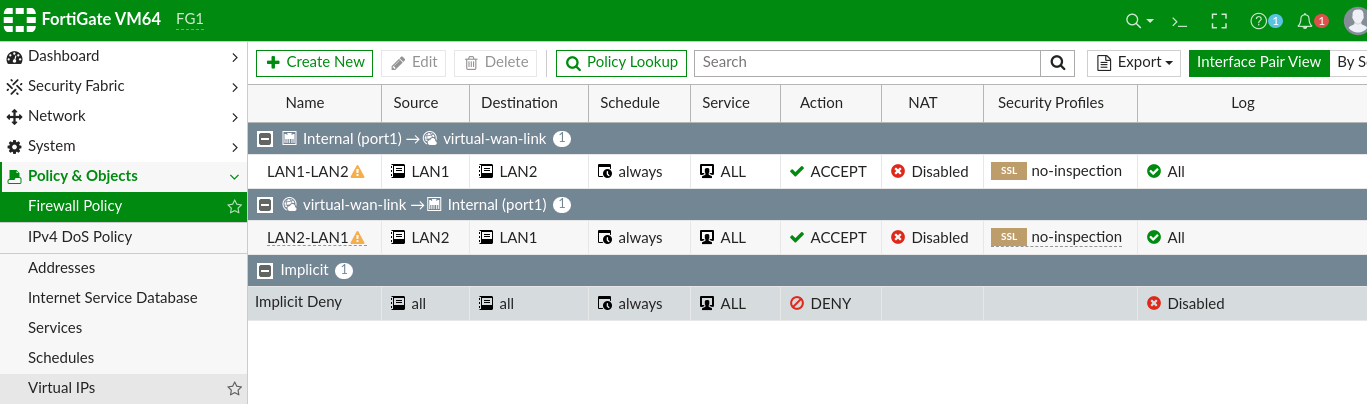 FortiGate VM64 FG1
1 1
Dashboard
Security Fabric
Network
System
Policy & Objects
Firewall Policy
IPv4 DoS Policy
Addresses
Internet Service Database
Services
Schedules
Virtual IPs
Create New Edit Delete Policy Lookup Search Export Interface Pair View By S
Name Source Destination Schedule Service Action NAT Security Profiles Log
Internal (port1) → virtual-wan-link 1
LAN1-LAN2 LAN1 LAN2 always ALL ACCEPT Disabled SSL no-inspection All
virtual-wan-link → Internal (port1) 1
LAN2-LAN1 LAN2 LAN1 always ALL ACCEPT Disabled SSL no-inspection All
Implicit 1
Implicit Deny all all always ALL DENY Disabled